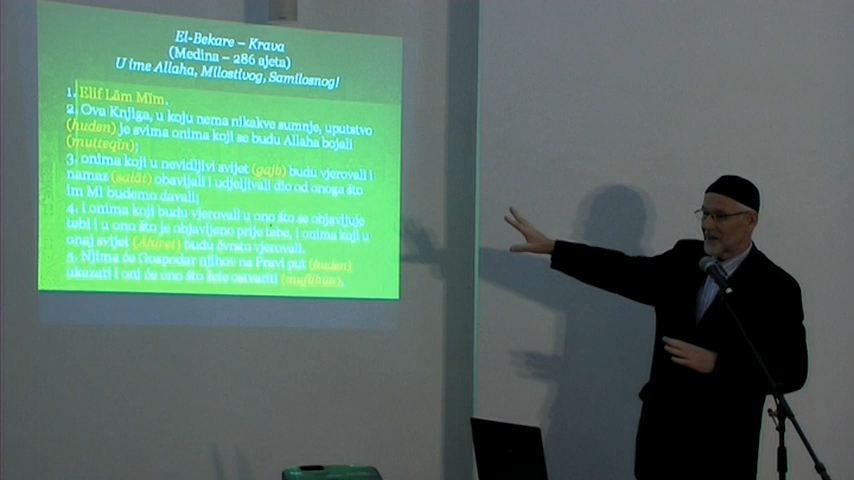 El-Bekare – Krava
(Medina – 286 ajeta)
U ime Allaha, Milostivog, Samilosnog!
1. Elif Lām Mīm.
2. Ova Knjiga, u koju nema nikakve sumnje, uputstvo
(huden) je svima onima koji se budu Allaha bojali
(mutteqīn);
3. onima koji u nevidljivi svijet (gajb) budu vjerovali i
namaz (salāt) obavljali i udjeljivali dio od onoga što
im Mi budemo davali;
4. i onima koji budu vjerovali u ono što se objavljuje
tebi i u ono što je objavljeno prije tebe, i onima koji u
onaj svijet (Āhiret) budu čvrsto vjerovali.
5. Njima će Gospodar njihov na Pravi put (huden)
ukazati i oni će ono što žele ostvariti (muflihūn).